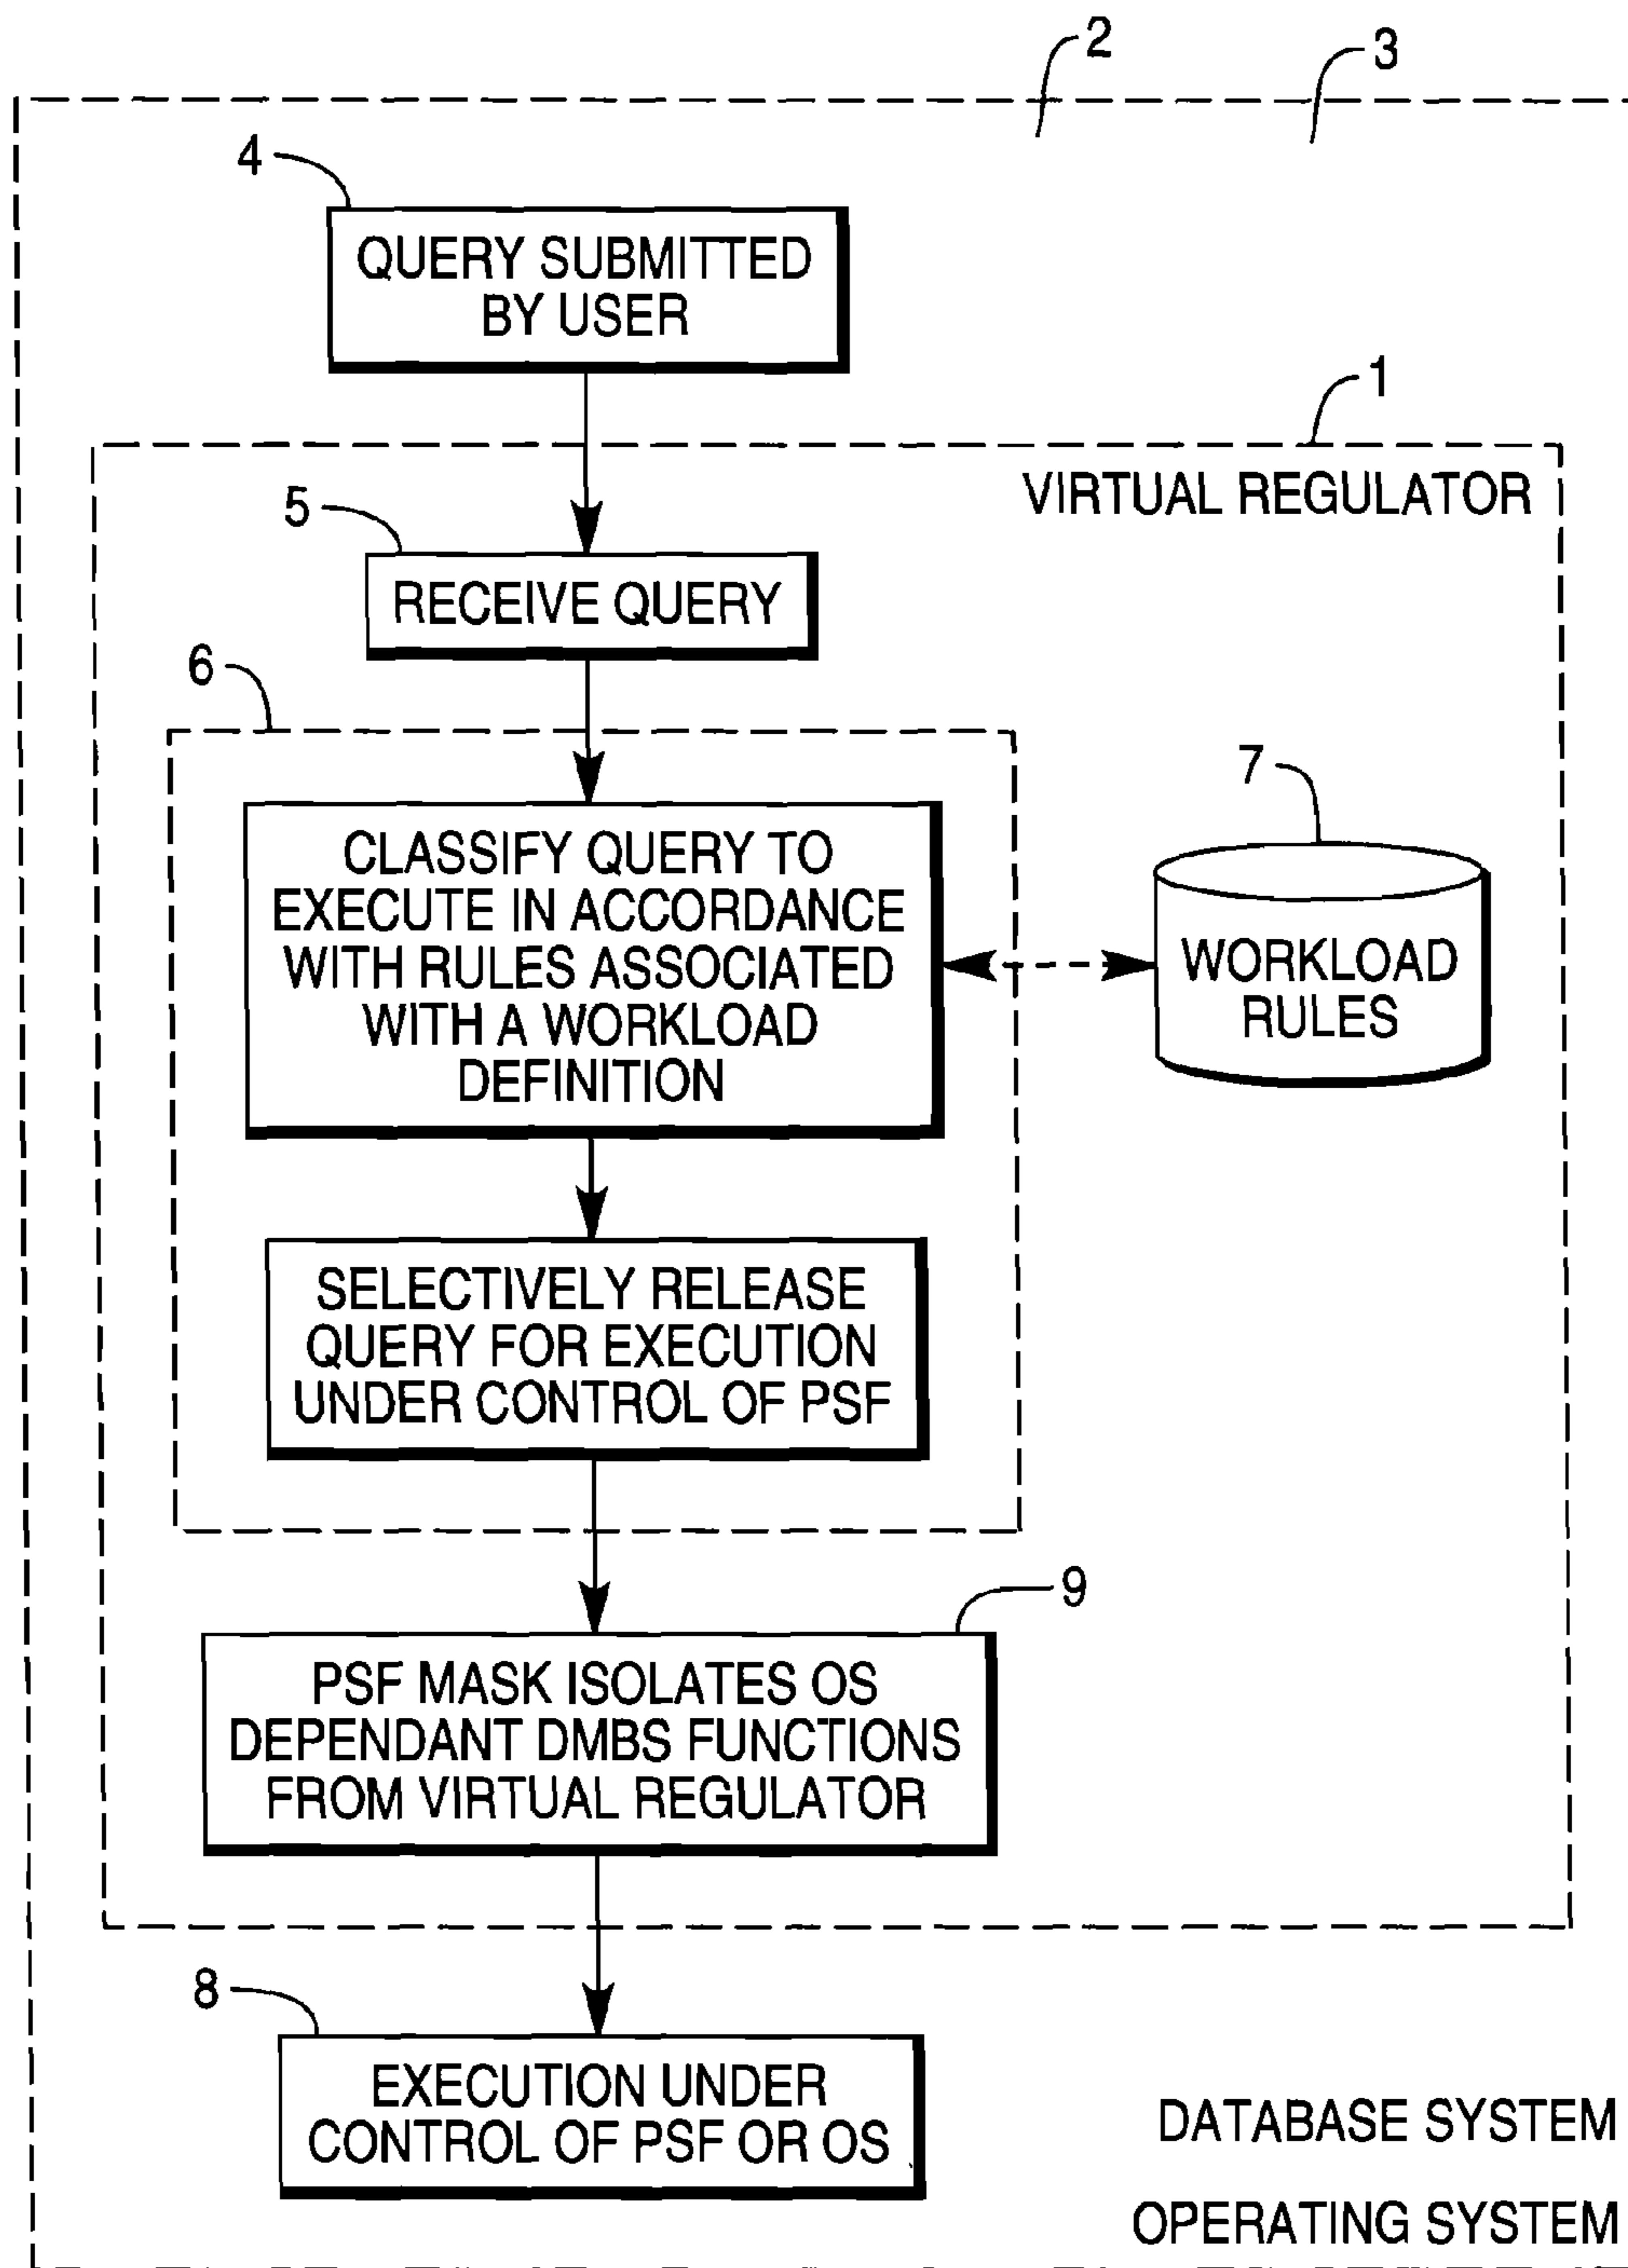 2
3
4
QUERY SUBMITTED
BY USER
1
VIRTUAL REGULATOR
5
RECEIVE QUERY
6
7
CLASSIFY QUERY TO
EXECUTE IN ACCORDANCE
WITH RULES ASSOCIATED
WITH A WORKLOAD
DEFINITION
WORKLOAD
RULES
SELECTIVELY RELEASE
QUERY FOR EXECUTION
UNDER CONTROL OF PSF
9
PSF MASK ISOLATES OS
DEPENDANT DMBS FUNCTIONS
FROM VIRTUAL REGULATOR
8
EXECUTION UNDER
CONTROL OF PSF OR OS
DATABASE SYSTEM
OPERATING SYSTEM